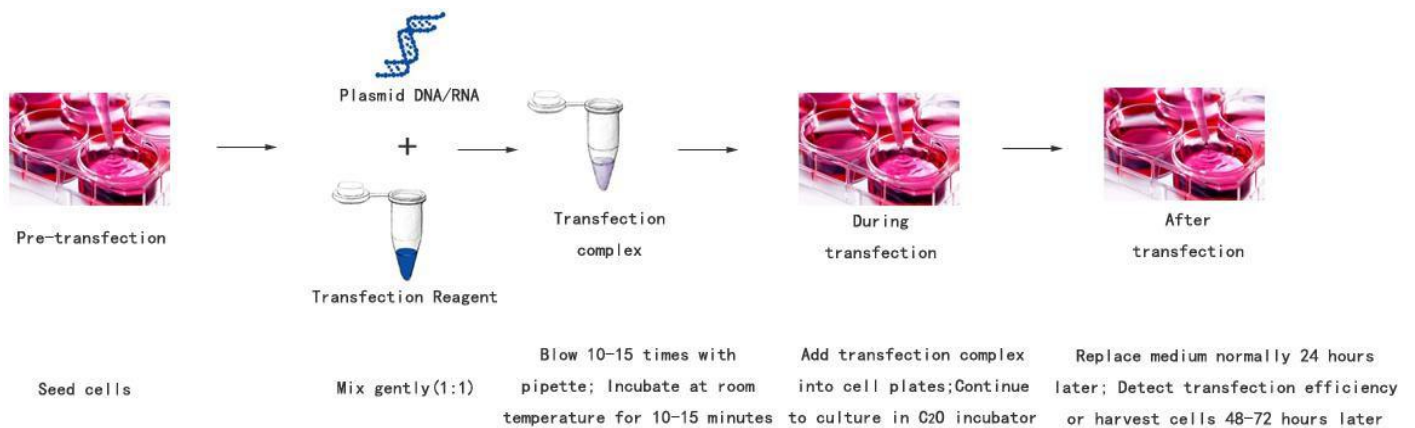 Plasmid DNA/RNA
+
Pre-transfection
Transfection Reagent
Transfection
complex
During
transfection
After
transfection
Seed cells
Mix gently(1:1)
Blow 10-15 times with
pipette; Incubate at room
temperature for 10-15 minutes
Add transfection complex
into cell plates;Continue
to culture in C2O incubator
Replace medium normally 24 hours
later; Detect transfection efficiency
or harvest cells 48-72 hours later